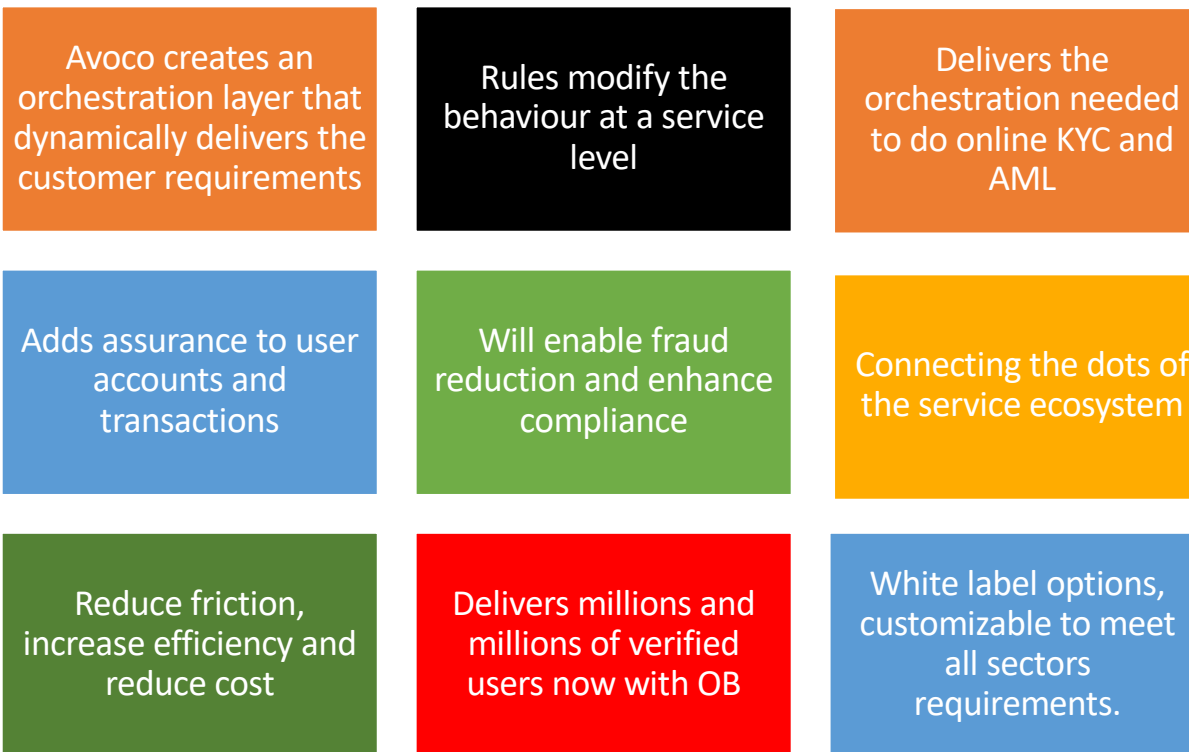 Avoco creates an
orchestration layer that
dynamically delivers the
customer requirements
Rules modify the
behaviour at a service
level
Delivers the
orchestration needed
to do online KYC and
AML
Adds assurance to user
accounts and
transactions
Will enable fraud
reduction and enhance
compliance
Connecting the dots of
the service ecosystem
Reduce friction,
increase efficiency and
reduce cost
Delivers millions and
millions of verified
users now with OB
White label options,
customizable to meet
all sectors
requirements.